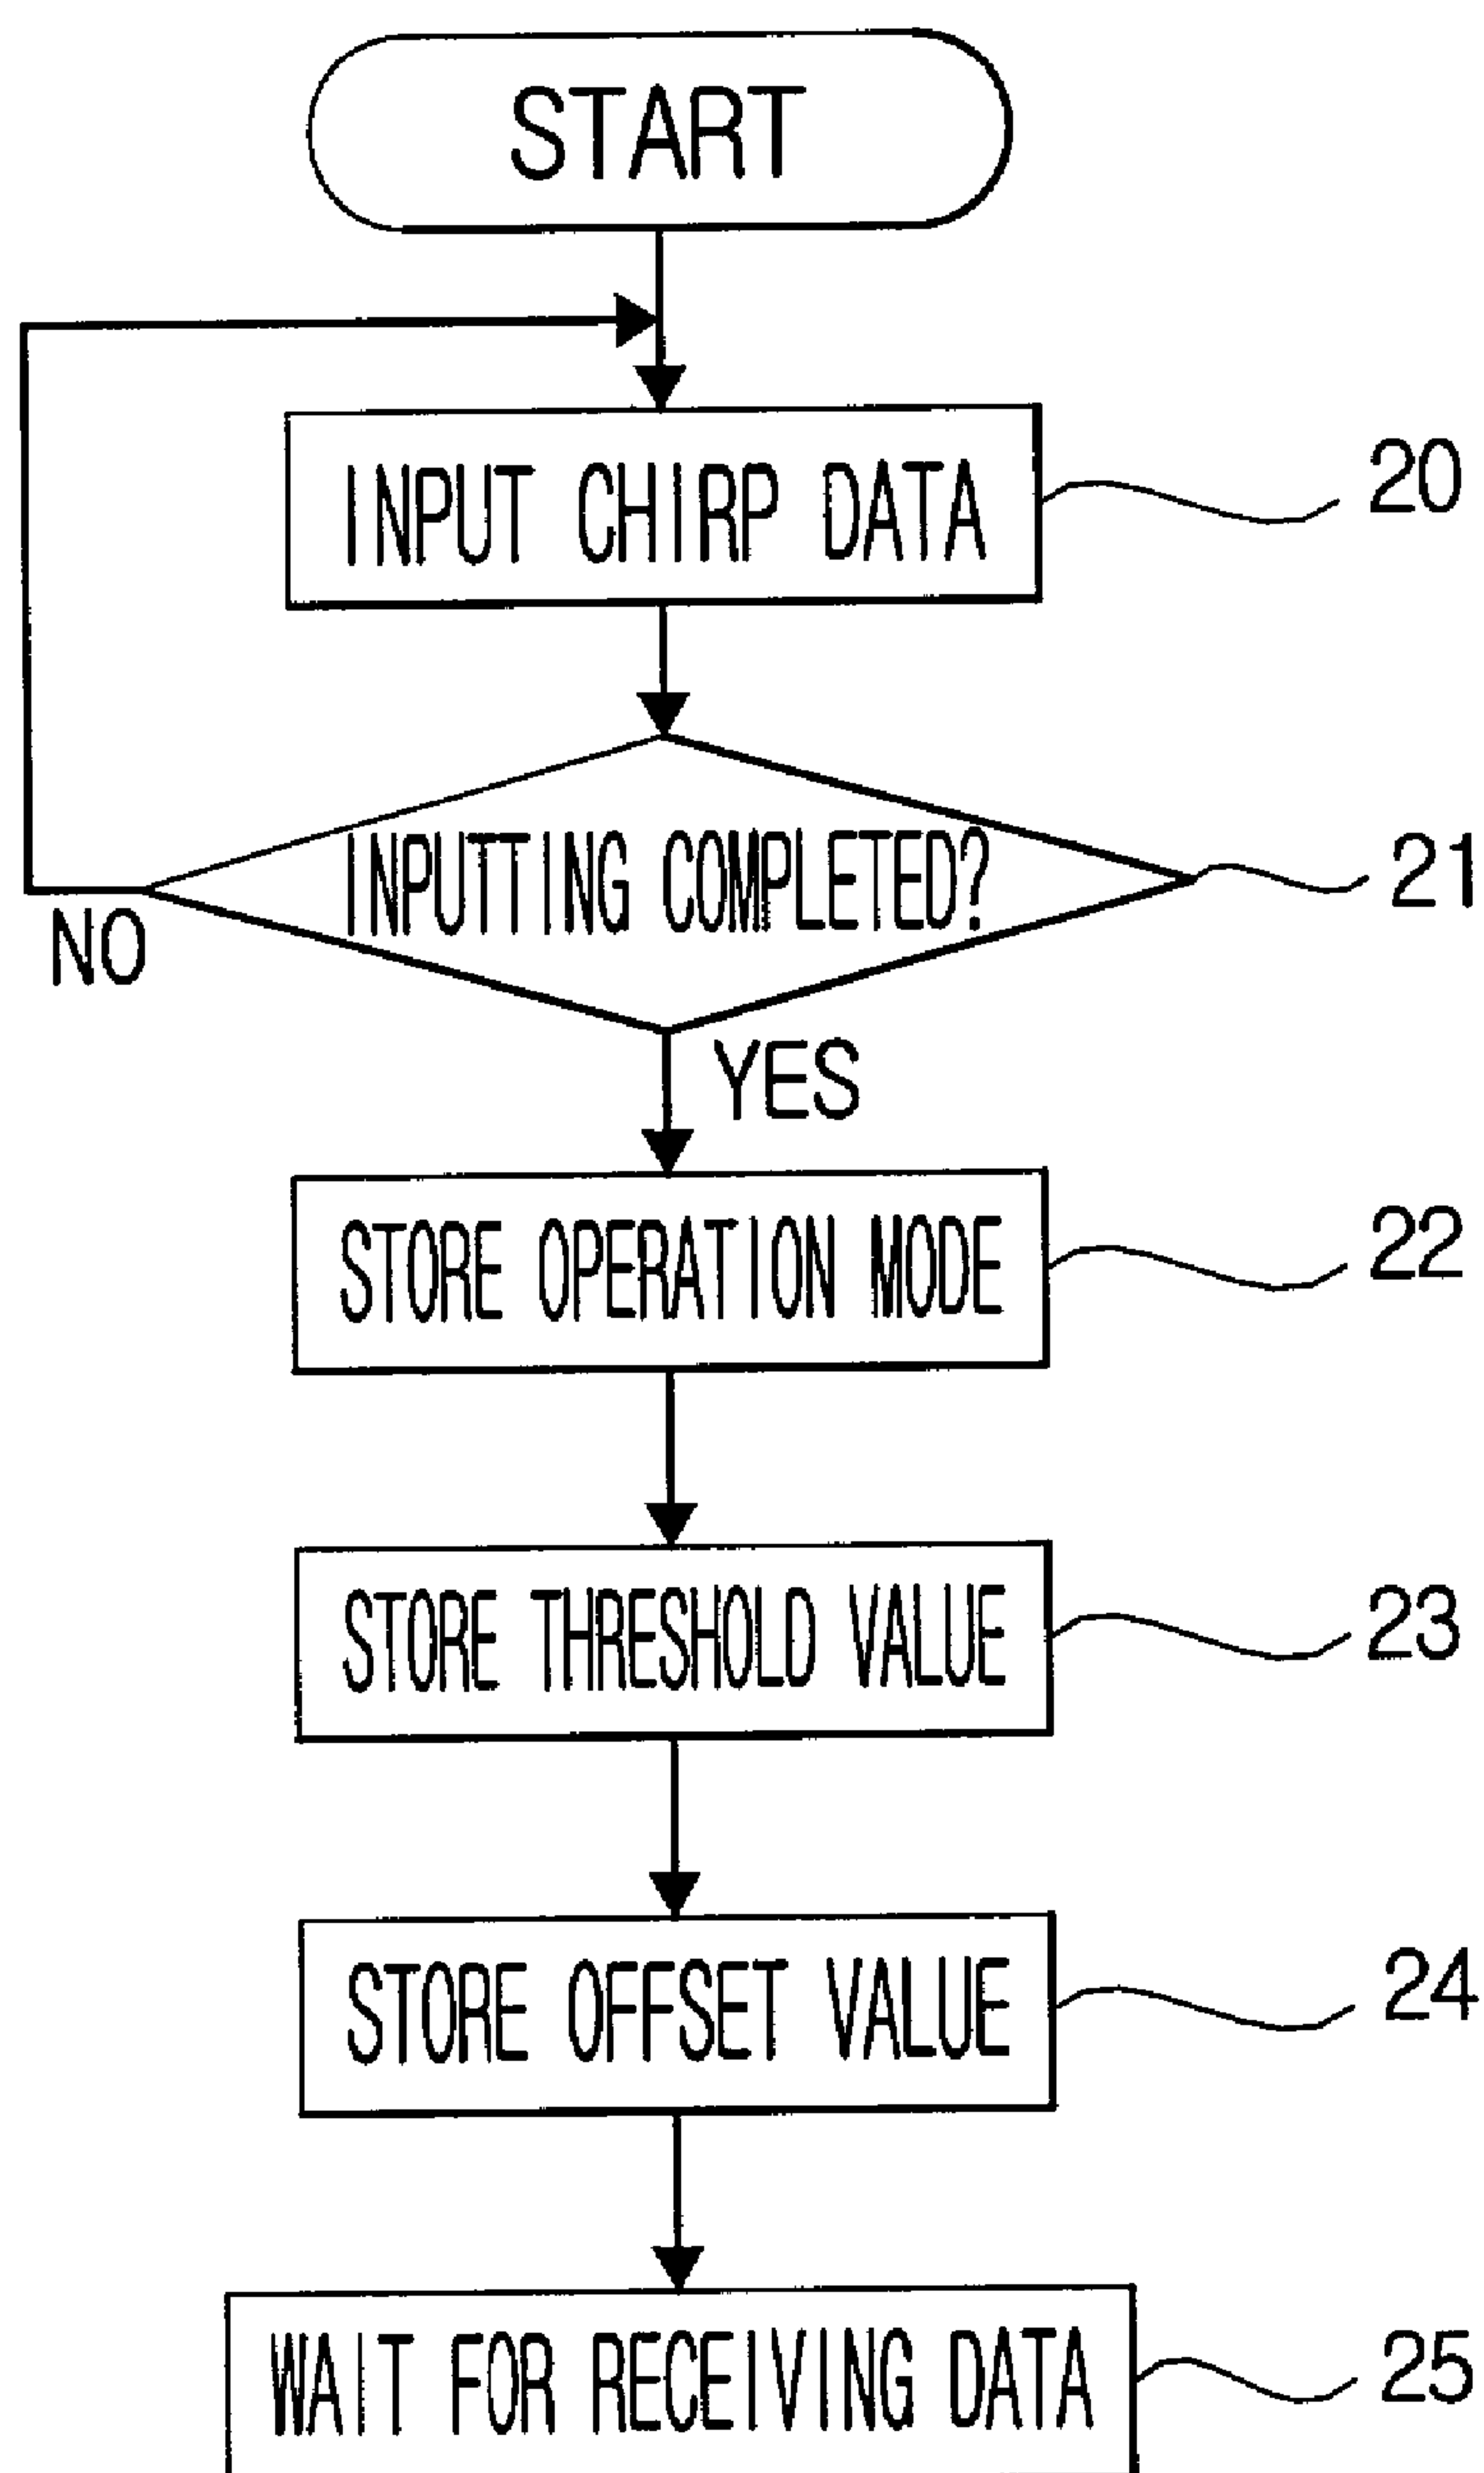 START
INPUT CHIRP DATA
20
INPUTTING COMPLETED?
21
NO
YES
STORE OPERATION MODE
22
STORE THRESHOLD VALUE
23
STORE OFFSET VALUE
24
WAIT FOR RECEIVING DATA
25